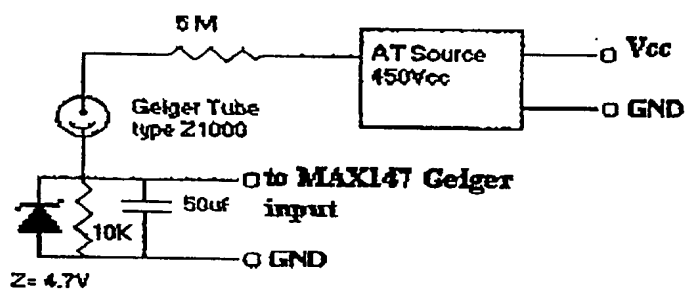 5 M
AT Source
450Vcc
Vcc
GND
Geiger Tube
type Z1000
to MAX147 Geiger
input
50uf
10K
GND
Z= 4.7V